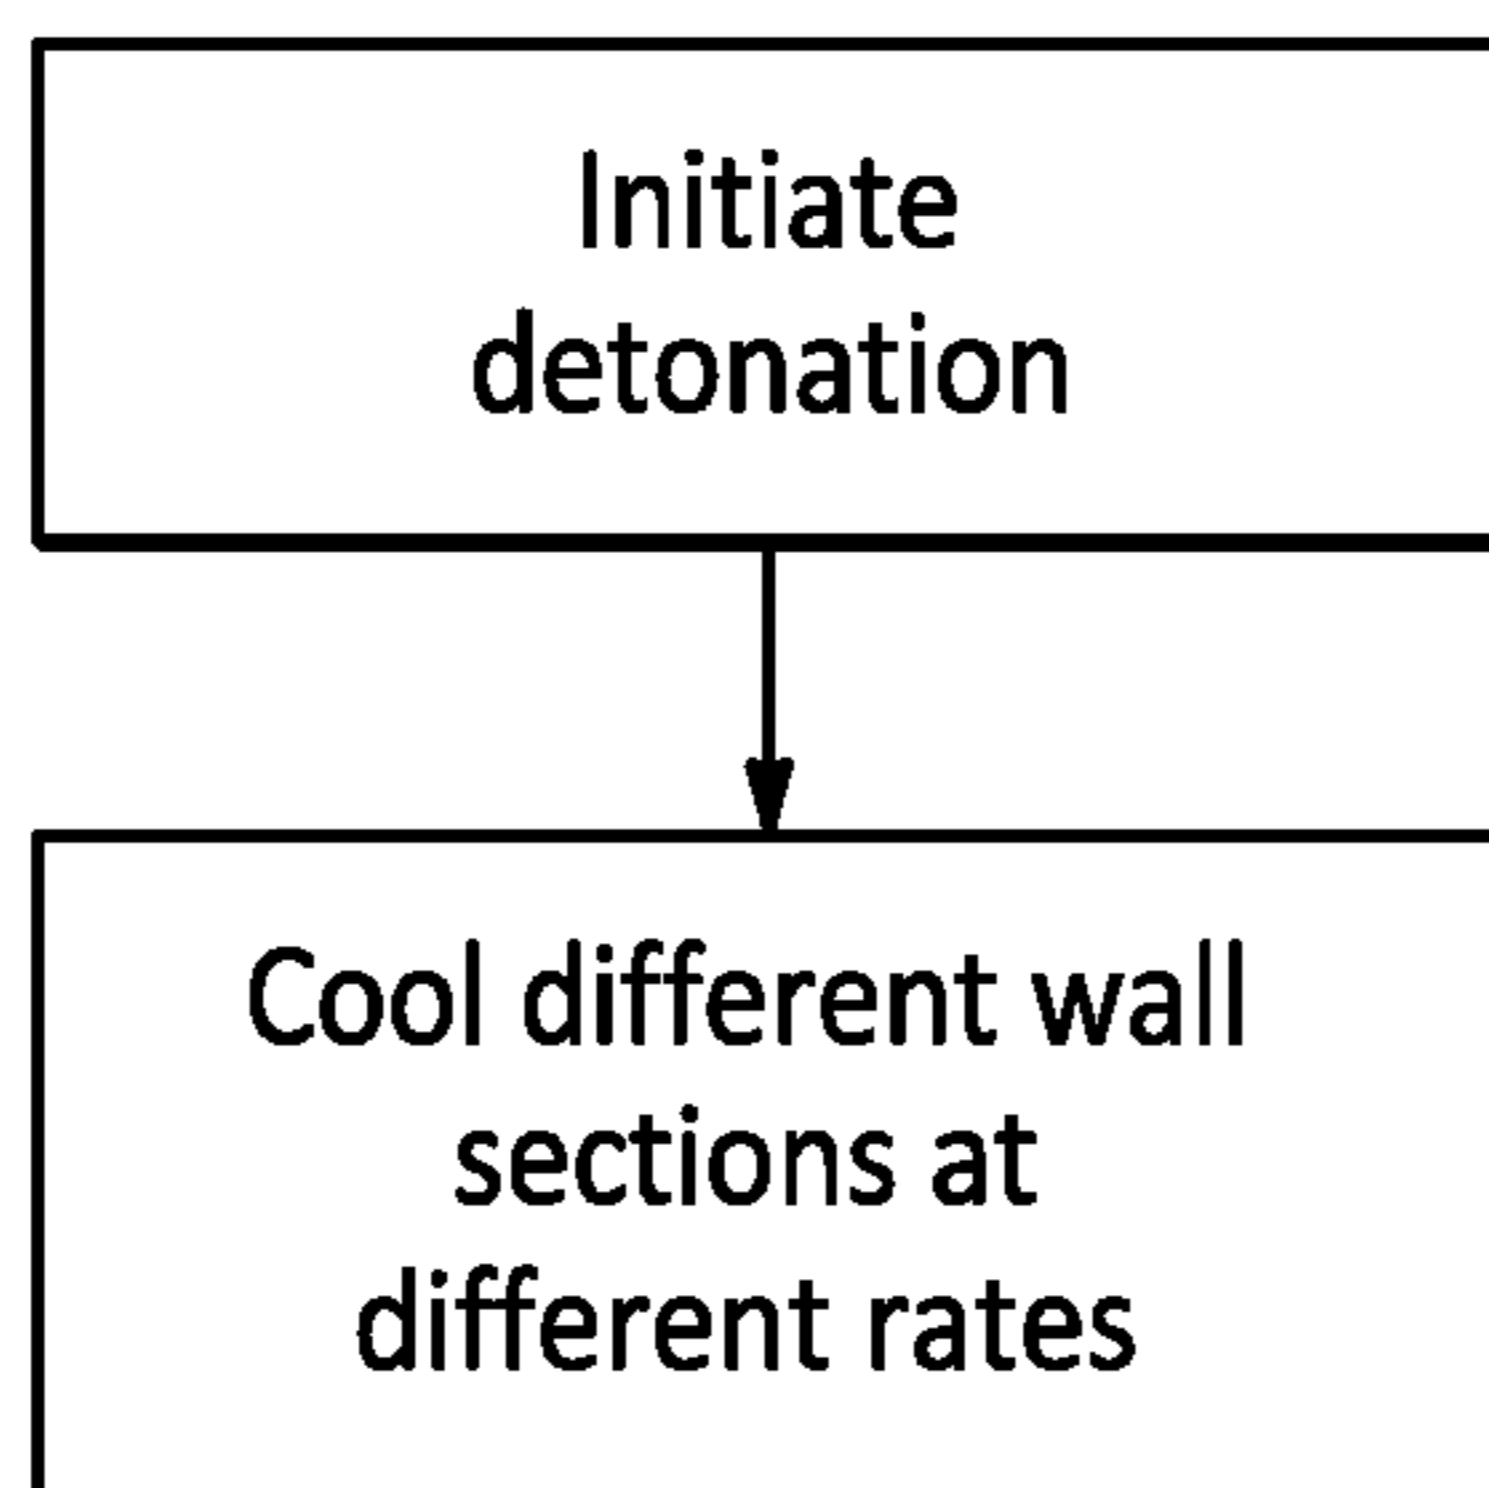 Initiate
detonation
Cool different wall
sections at
different rates